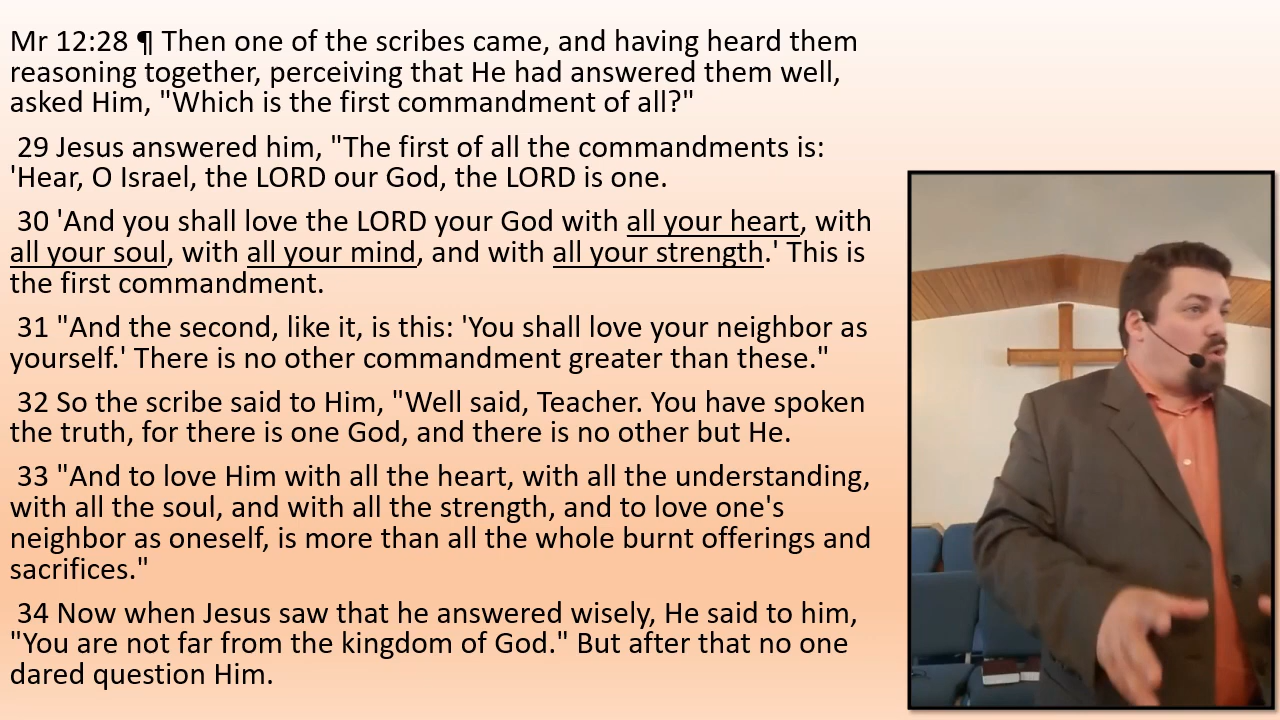 Mr 12:28 ¶ Then one of the scribes came, and having heard them
reasoning together, perceiving that He had answered them well,
asked Him, "Which is the first commandment of all?"
29 Jesus answered him, "The first of all the commandments is:
'Hear, O Israel, the LORD our God, the LORD is one.
30 'And you shall love the LORD your God with all your heart, with
all your soul, with all your mind, and with all your strength.' This is
the first commandment.
31 "And the second, like it, is this: 'You shall love your neighbor as
yourself.' There is no other commandment greater than these."
32 So the scribe said to Him, "Well said, Teacher. You have spoken
the truth, for there is one God, and there is no other but He.
33 "And to love Him with all the heart, with all the understanding,
with all the soul, and with all the strength, and to love one's
neighbor as oneself, is more than all the whole burnt offerings and
sacrifices."
34 Now when Jesus saw that he answered wisely, He said to him,
"You are not far from the kingdom of God." But after that no one
dared question Him.